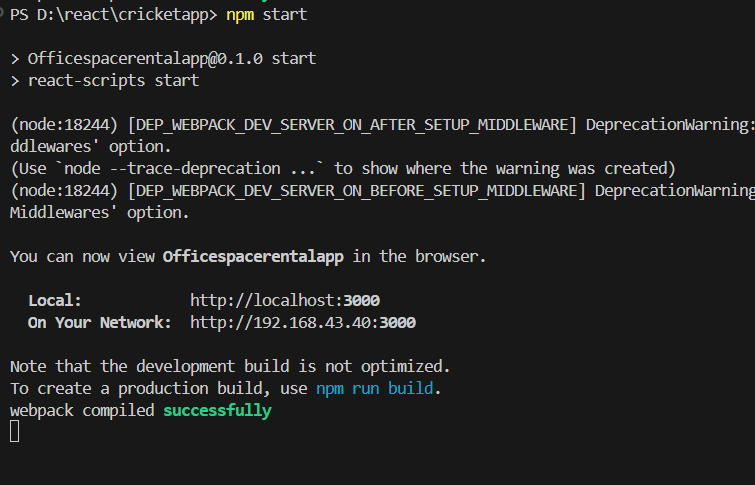 PS D:\react\cricketapp> npm start
> Officespacerentalapp@0.1.0 start
> react-scripts start
(node:18244) [DEP_WEBPACK_DEV_SERVER_ON_AFTER_SETUP_MIDDLEWARE] DeprecationWarning:
ddlewares' option.
(Use `node --trace-deprecation ...` to show where the warning was created)
(node:18244) [DEP_WEBPACK_DEV_SERVER_ON_BEFORE_SETUP_MIDDLEWARE] DeprecationWarning
Middlewares' option.
You can now view Officespacerentalapp in the browser.
Local: http://localhost:3000
On Your Network: http://192.168.43.40:3000
Note that the development build is not optimized.
To create a production build, use npm run build.
webpack compiled successfully